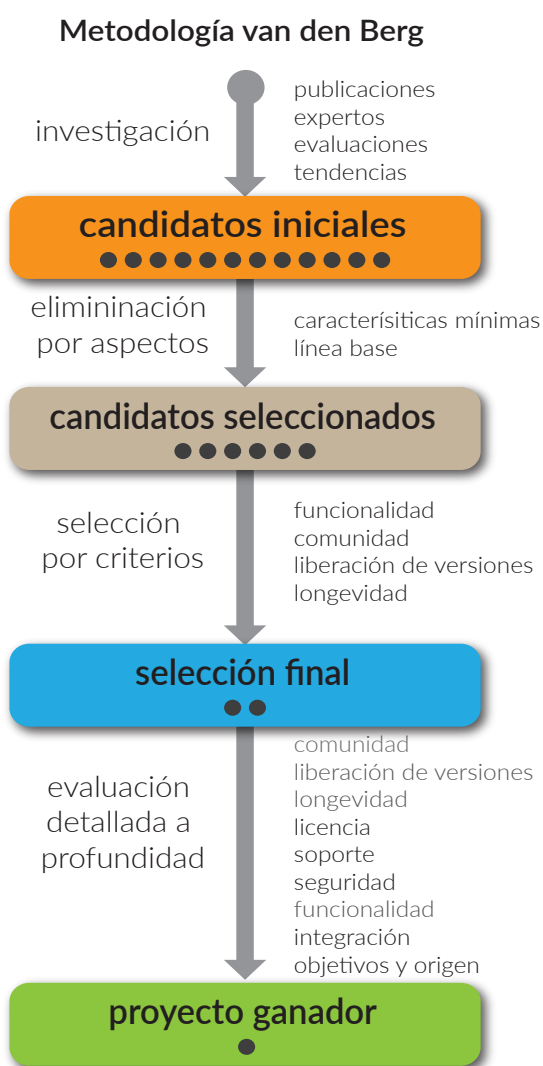 Metodología van den Berg
investigación
publicaciones
expertos
evaluaciones
tendencias
candidatos iniciales
elimininación
por aspectos
caracterísiticas mínimas
línea base
candidatos seleccionados
selección
por criterios
funcionalidad
comunidad
liberación de versiones
longevidad
selección final
evaluación
detallada a
profundidad
comunidad
liberación de versiones
longevidad
licencia
soporte
seguridad
funcionalidad
integración
objetivos y origen
proyecto ganador